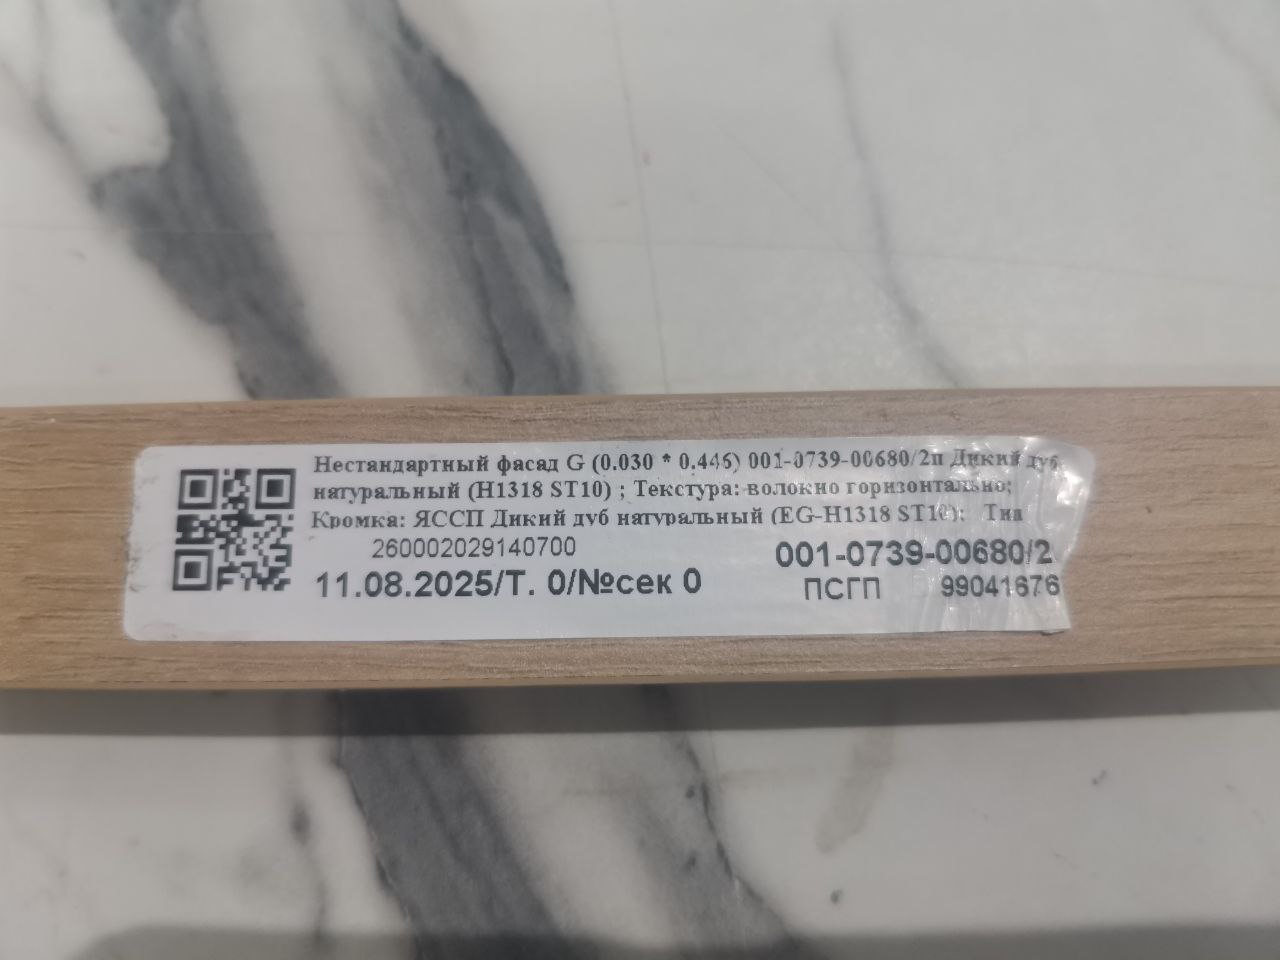 Нестандартный фасад G (0.030 * 0.446) 001-0739-00680/2п Дикий дуб
натуральный (H1318 ST10) ; Текстура: волокно горизонтально;
Кромка: ЯССП Дикий дуб натуральный (EG-H1318 ST10); Тип
260002029140700 001-0739-00680/2
11.08.2025/Т. 0/№сек 0 ПСГП 99041676